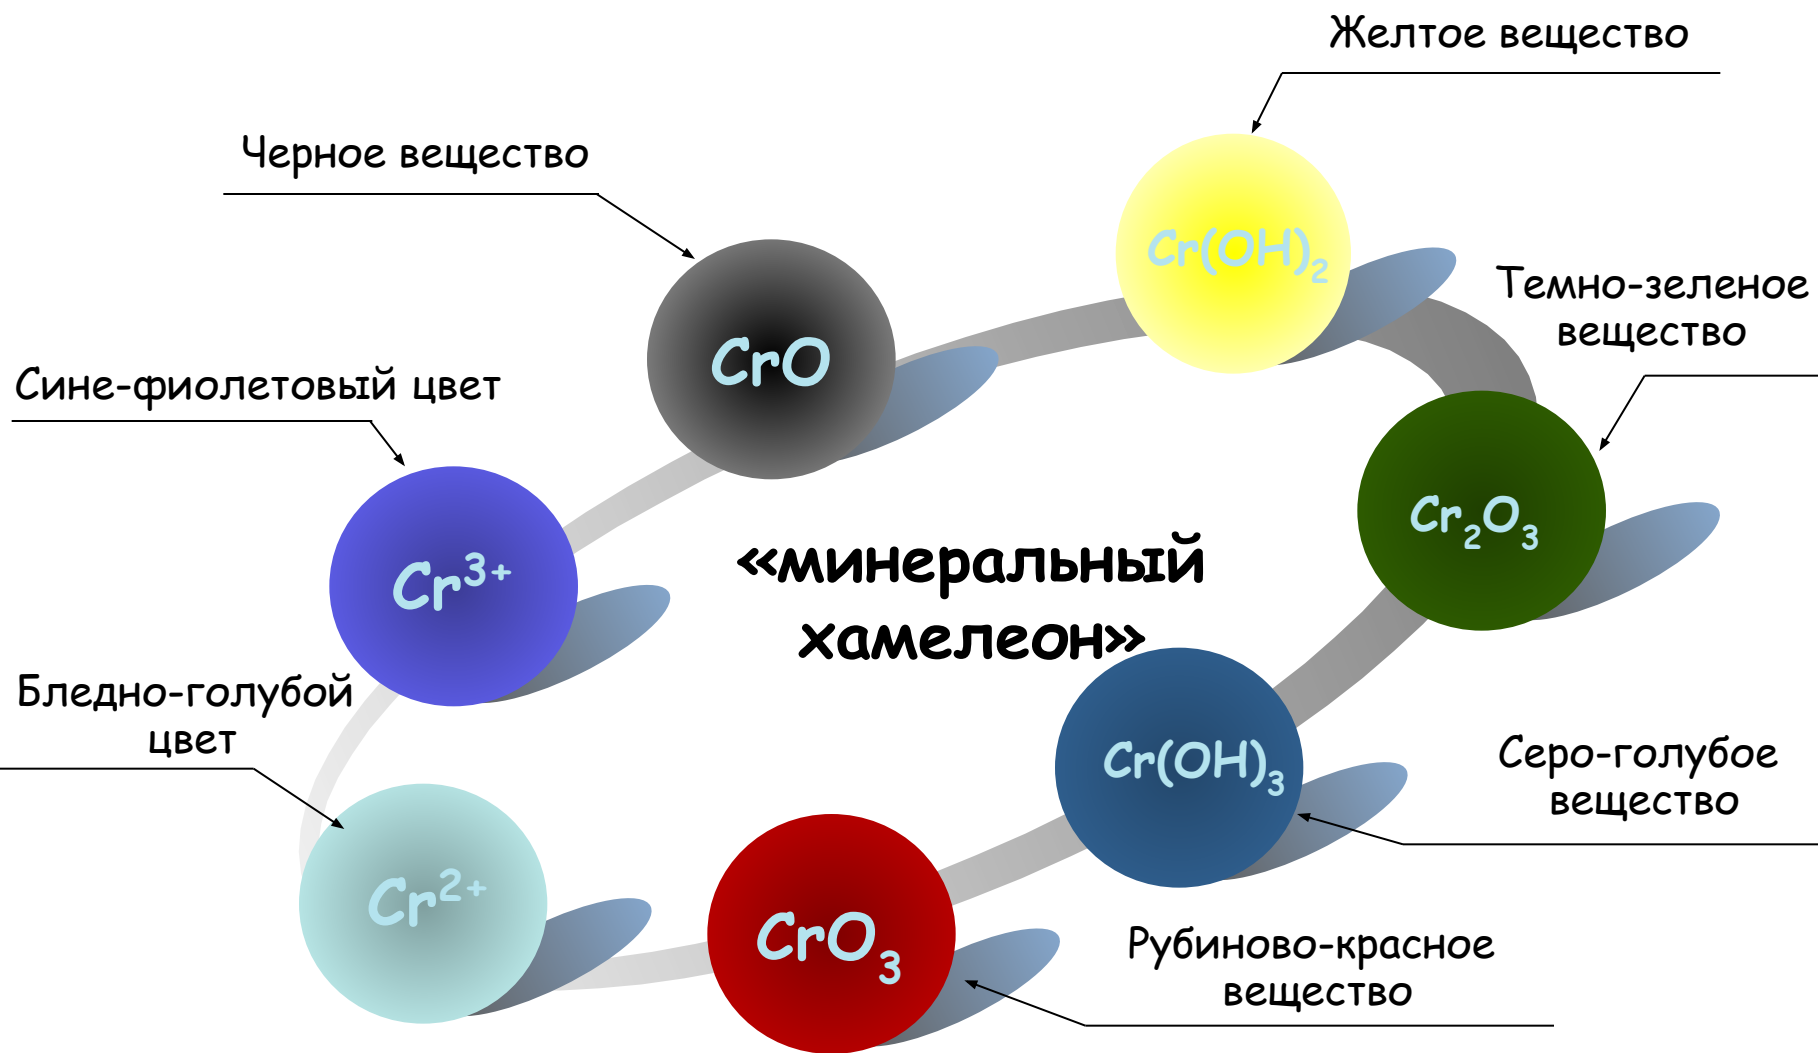 Желтое вещество
Черное вещество
Cr(OH)₂
Темно-зеленое
вещество
CrO
Сине-фиолетовый цвет
Cr₂O₃
Cr³⁺
«минеральный
хамелеон»
Бледно-голубой
цвет
Cr(OH)₃
Серо-голубое
вещество
Cr²⁺
CrO₃
Рубиново-красное
вещество